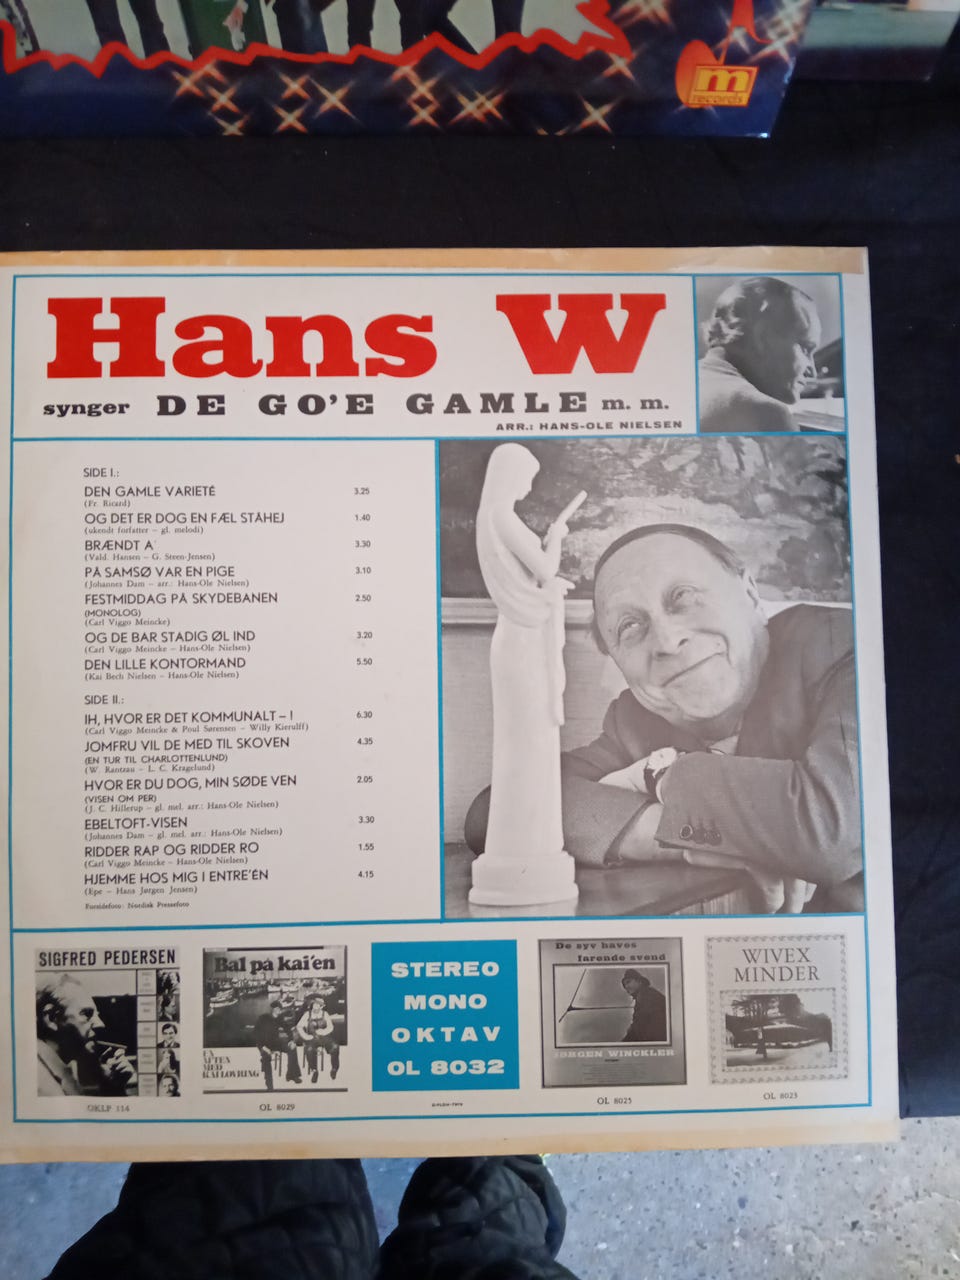 m
records
Hans W
synger DE GO'E GAMLE m. m.
ARR.: HANS-OLE NIELSEN
SIDE I.:
DEN GAMLE VARIETÉ 3.25
(Fr. Ricard)
OG DET ER DOG EN FÆL STÅHEJ 1.40
(ukendt forfatter – gl. melodi)
BRÆNDT A' 3.30
(Vald. Hansen – G. Steen-Jensen)
PÅ SAMSØ VAR EN PIGE 3.10
(Johannes Dam – arr.: Hans-Ole Nielsen)
FESTMIDDAG PÅ SKYDEBANEN 2.50
(MONOLOG)
(Carl Viggo Meincke)
OG DE BAR STADIG ØL IND 3.20
(Carl Viggo Meincke – Hans-Ole Nielsen)
DEN LILLE KONTORMAND 5.50
(Kai Bech Nielsen – Hans-Ole Nielsen)
SIDE II.:
IH, HVOR ER DET KOMMUNALT – ! 6.30
(Carl Viggo Meincke & Poul Sørensen – Willy Kierulff)
JOMFRU VIL DE MED TIL SKOVEN 4.35
(EN TUR TIL CHARLOTTENLUND)
(W. Rantzau – L. C. Kragelund)
HVOR ER DU DOG, MIN SØDE VEN 2.05
(VISEN OM PER)
(J. C. Hillerup – gl. mel. arr.: Hans-Ole Nielsen)
EBELTOFT-VISEN 3.30
(Johannes Dam – gl. mel. arr.: Hans-Ole Nielsen)
RIDDER RAP OG RIDDER RO 1.55
(Carl Viggo Meincke – Hans-Ole Nielsen)
HJEMME HOS MIG I ENTRE'ÉN 4.15
(Epe – Hans Jørgen Jensen)
Forsidefoto: Nordisk Pressefoto
SIGFRED PEDERSEN
OKLP 114
Bal på kai'en
EN
AFTEN
MED
KAI LØVRING
OL 8029
STEREO
MONO
OKTAV
OL 8032
De syv haves
farende svend
JØRGEN WINCKLER
OL 8025
WIVEX
MINDER
OL 8023